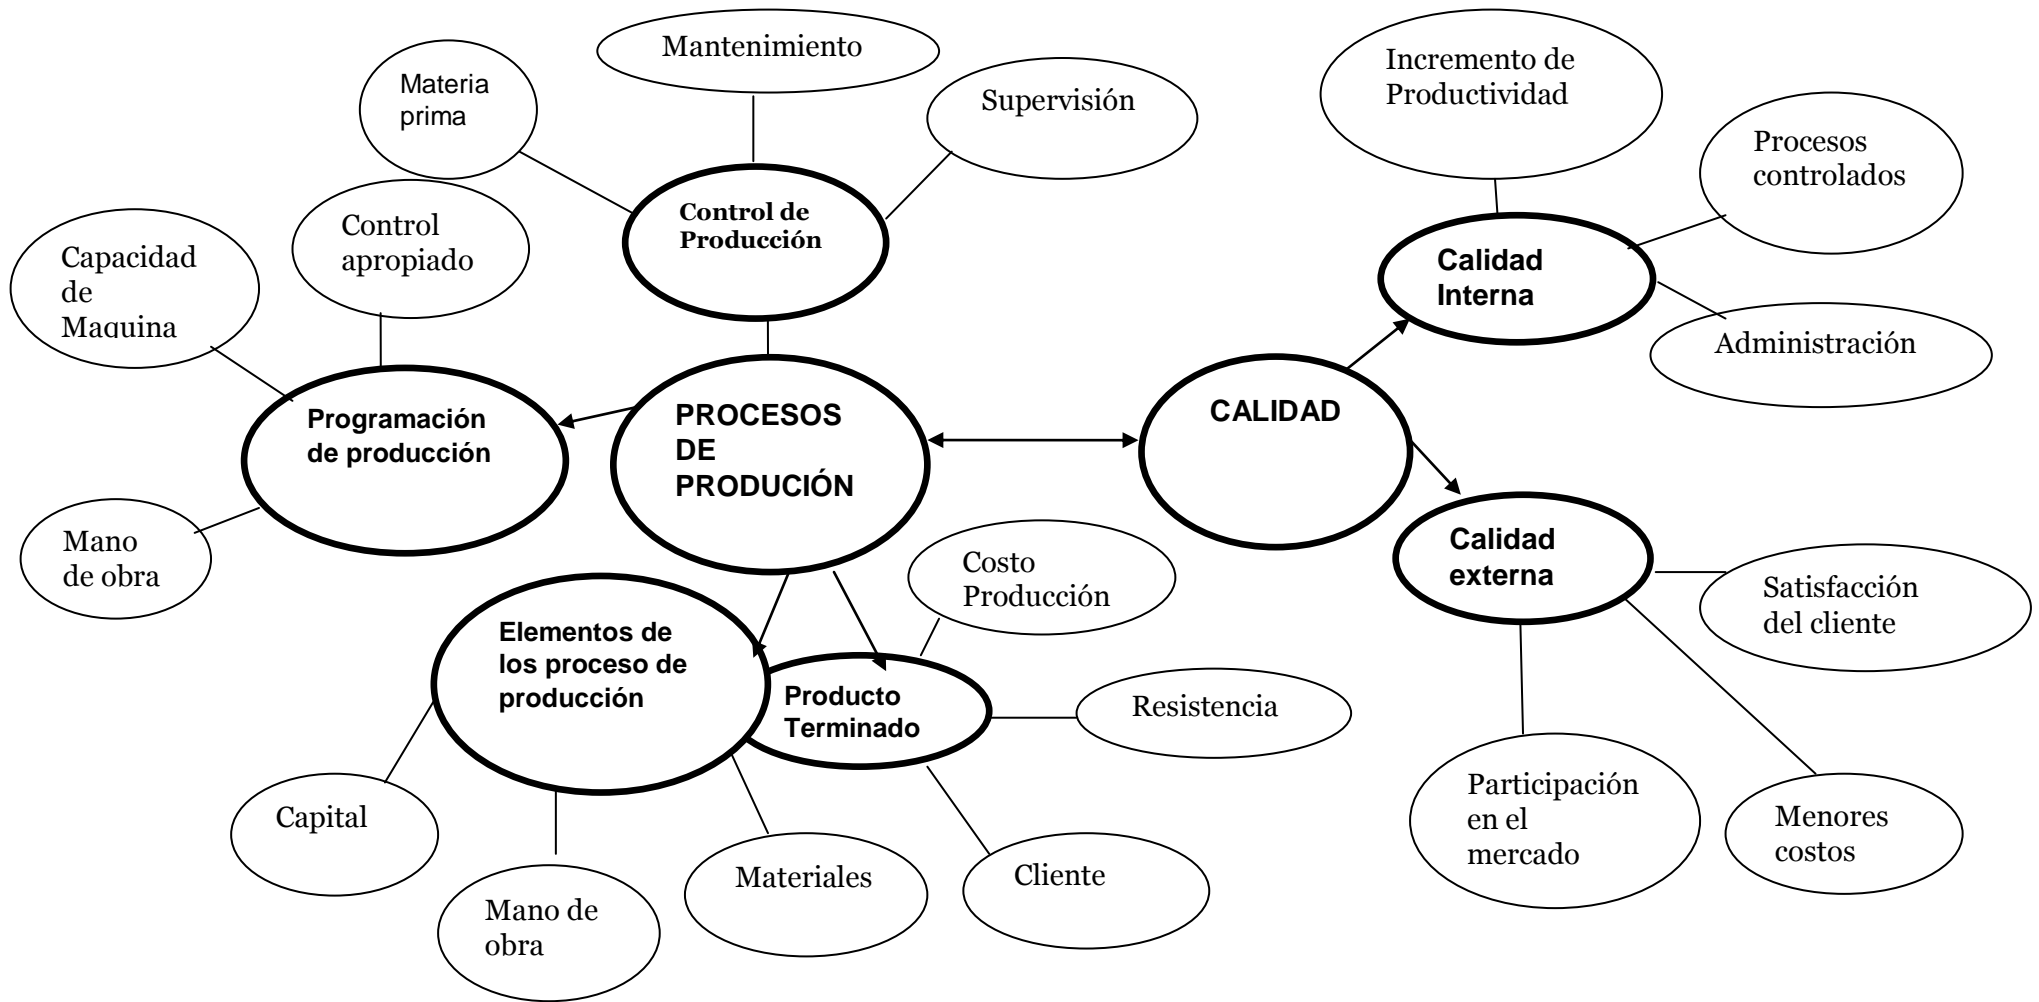 Mantenimiento
Materia
prima
Supervisión
Incremento de
Productividad
Procesos
controlados
Control de
Producción
Control
apropiado
Capacidad
de
Maquina
Calidad
Interna
Administración
Programación
de producción
PROCESOS
DE
PRODUCIÓN
CALIDAD
Mano
de obra
Calidad
externa
Costo
Producción
Satisfacción
del cliente
Elementos de
los proceso de
producción
Producto
Terminado
Resistencia
Capital
Mano de
obra
Materiales
Cliente
Participación
en el
mercado
Menores
costos